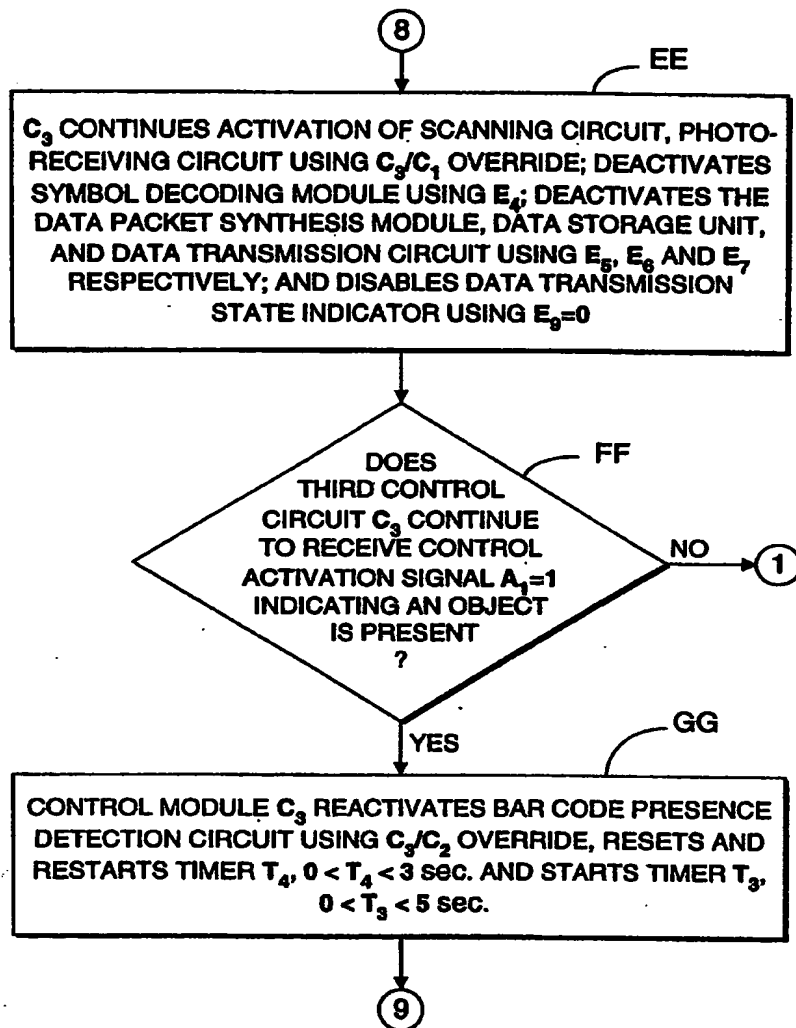 8
EE
C₃ CONTINUES ACTIVATION OF SCANNING CIRCUIT, PHOTO-
RECEIVING CIRCUIT USING C₃/C₁ OVERRIDE; DEACTIVATES
SYMBOL DECODING MODULE USING E₄; DEACTIVATES THE
DATA PACKET SYNTHESIS MODULE, DATA STORAGE UNIT,
AND DATA TRANSMISSION CIRCUIT USING E₅, E₆ AND E₇
RESPECTIVELY; AND DISABLES DATA TRANSMISSION
STATE INDICATOR USING E₉=0
FF
DOES
THIRD CONTROL
CIRCUIT C₃ CONTINUE
TO RECEIVE CONTROL
ACTIVATION SIGNAL A₁=1
INDICATING AN OBJECT
IS PRESENT
?
NO
1
YES
GG
CONTROL MODULE C₃ REACTIVATES BAR CODE PRESENCE
DETECTION CIRCUIT USING C₃/C₂ OVERRIDE, RESETS AND
RESTARTS TIMER T₄, 0 < T₄ < 3 SEC. AND STARTS TIMER T₃,
0 < T₃ < 5 SEC.
9